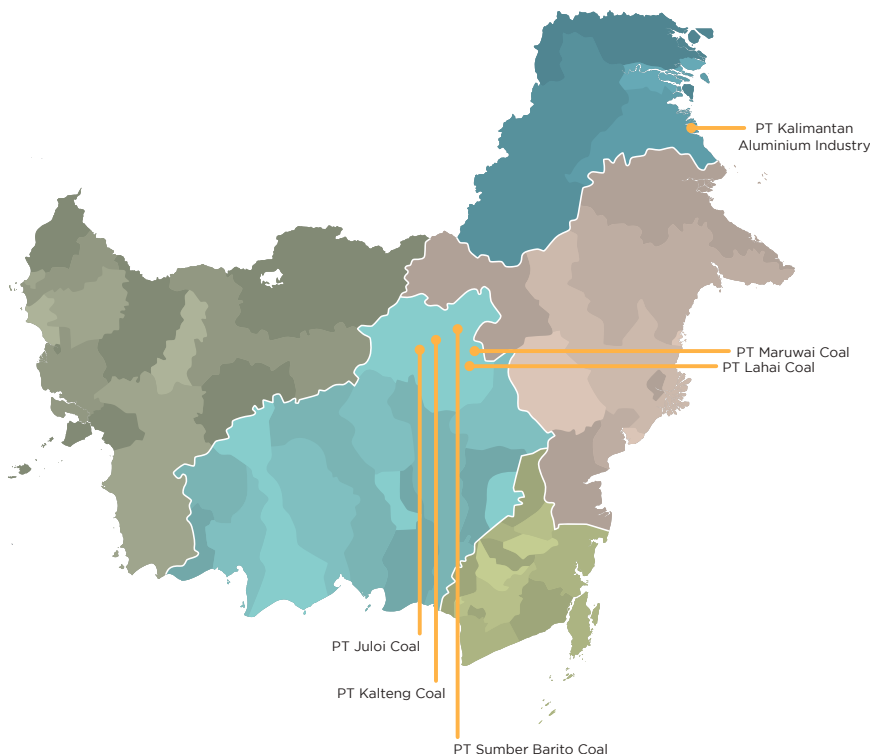 PT Kalimantan
Aluminium Industry
PT Maruwai Coal
PT Lahai Coal
PT Juloi Coal
PT Kalteng Coal
PT Sumber Barito Coal